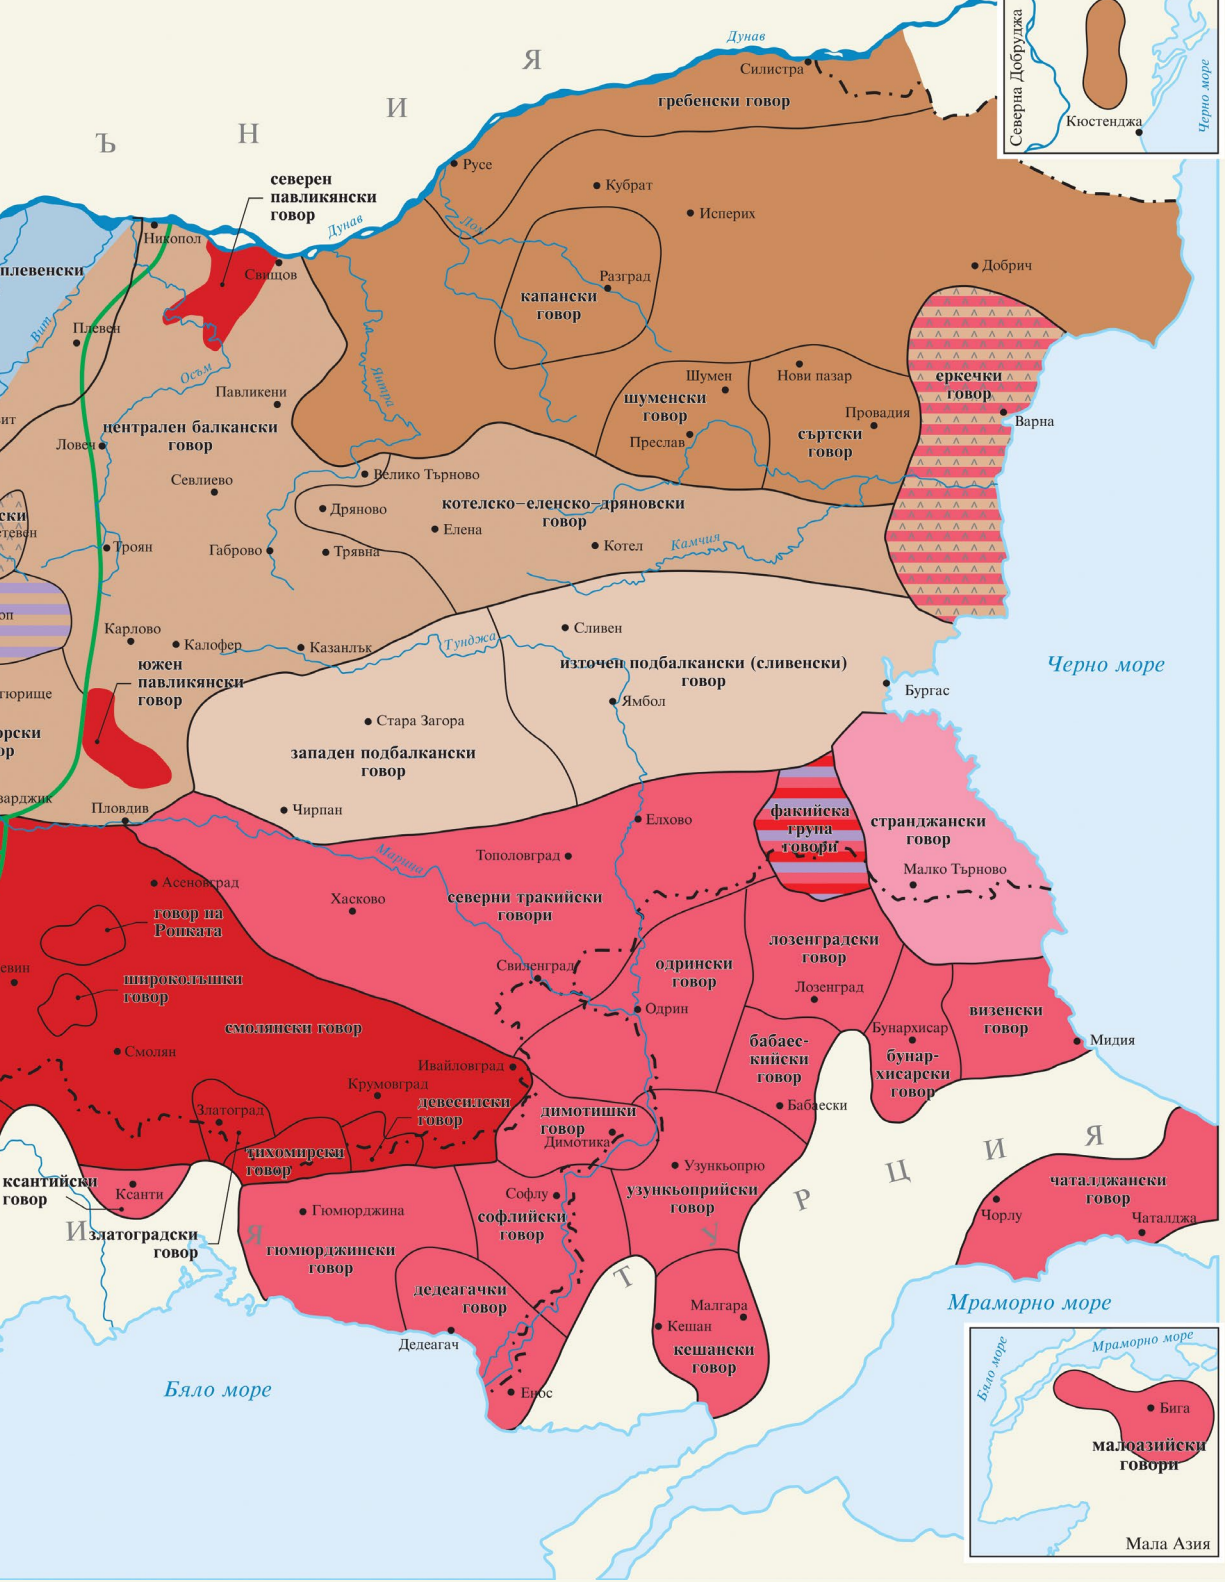 Я
И
Н
Ъ
Дунав
Силистра
гребенски говор
Северна Добруджа
Кюстенджа
Черно море
северен
павликянски
говор
Русе
Кубрат
Исперих
Дунав
Лом
Никопол
Свищов
плевенски
Вит
Плевен
Осъм
Янтра
Павликени
централен балкански
говор
Ловеч
Севлиево
Разград
капански
говор
Добрич
Шумен
шуменски
говор
Преслав
Нови пазар
Провадия
съртски
говор
еркечки
говор
Варна
вит
Велико Търново
котелско–еленско–дряновски
говор
Дряново
Елена
Котел
Камчия
ски
етевен
Троян
Габрово
Трявна
оп
Карлово
Калофер
Казанлък
Тунджа
Сливен
източен подбалкански (сливенски)
говор
Ямбол
Бургас
Черно море
южен
павликянски
говор
гюрище
орски
ор
зарджик
Стара Загора
западен подбалкански
говор
Чирпан
Пловдив
Марица
Елхово
факийска
група
говори
странджански
говор
Малко Търново
Тополовград
Асеновград
Хасково
северни тракийски
говори
говор на
Ропката
широколъшки
говор
евин
Свиленград
одрински
говор
лозенградски
говор
Лозенград
Одрин
смолянски говор
Смолян
Ивайловград
Крумовград
бабаес-
кийски
говор
Бабаески
Бунархисар
бунар-
хисарски
говор
визенски
говор
Мидия
Златоград
девесилски
говор
тихомирски
говор
димотишки
говор
Димотика
ксантийски
говор
Ксанти
златоградски
говор
И
Я
Гюмюрджина
гюмюрджински
говор
Софлу
софлийски
говор
Узункьопрю
узункьоприйски
говор
Т
У
Р
Ц
И
Я
чаталджански
говор
Чорлу
Чаталджа
дедеагачки
говор
Дедеагач
Енос
Малгара
Кешан
кешански
говор
Мраморно море
Бяло море
Бяло море
Мраморно море
Бига
малоазийски
говори
Мала Азия